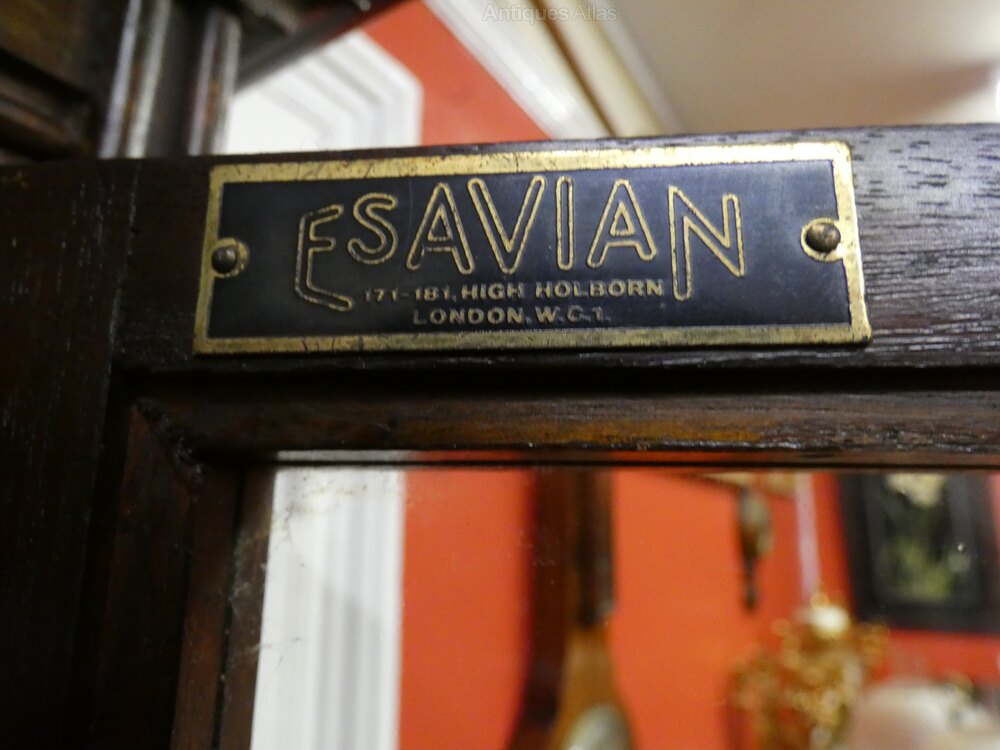 Antiques Atlas
ESAVIAN
171-181, HIGH HOLBORN
LONDON, W.C.1.